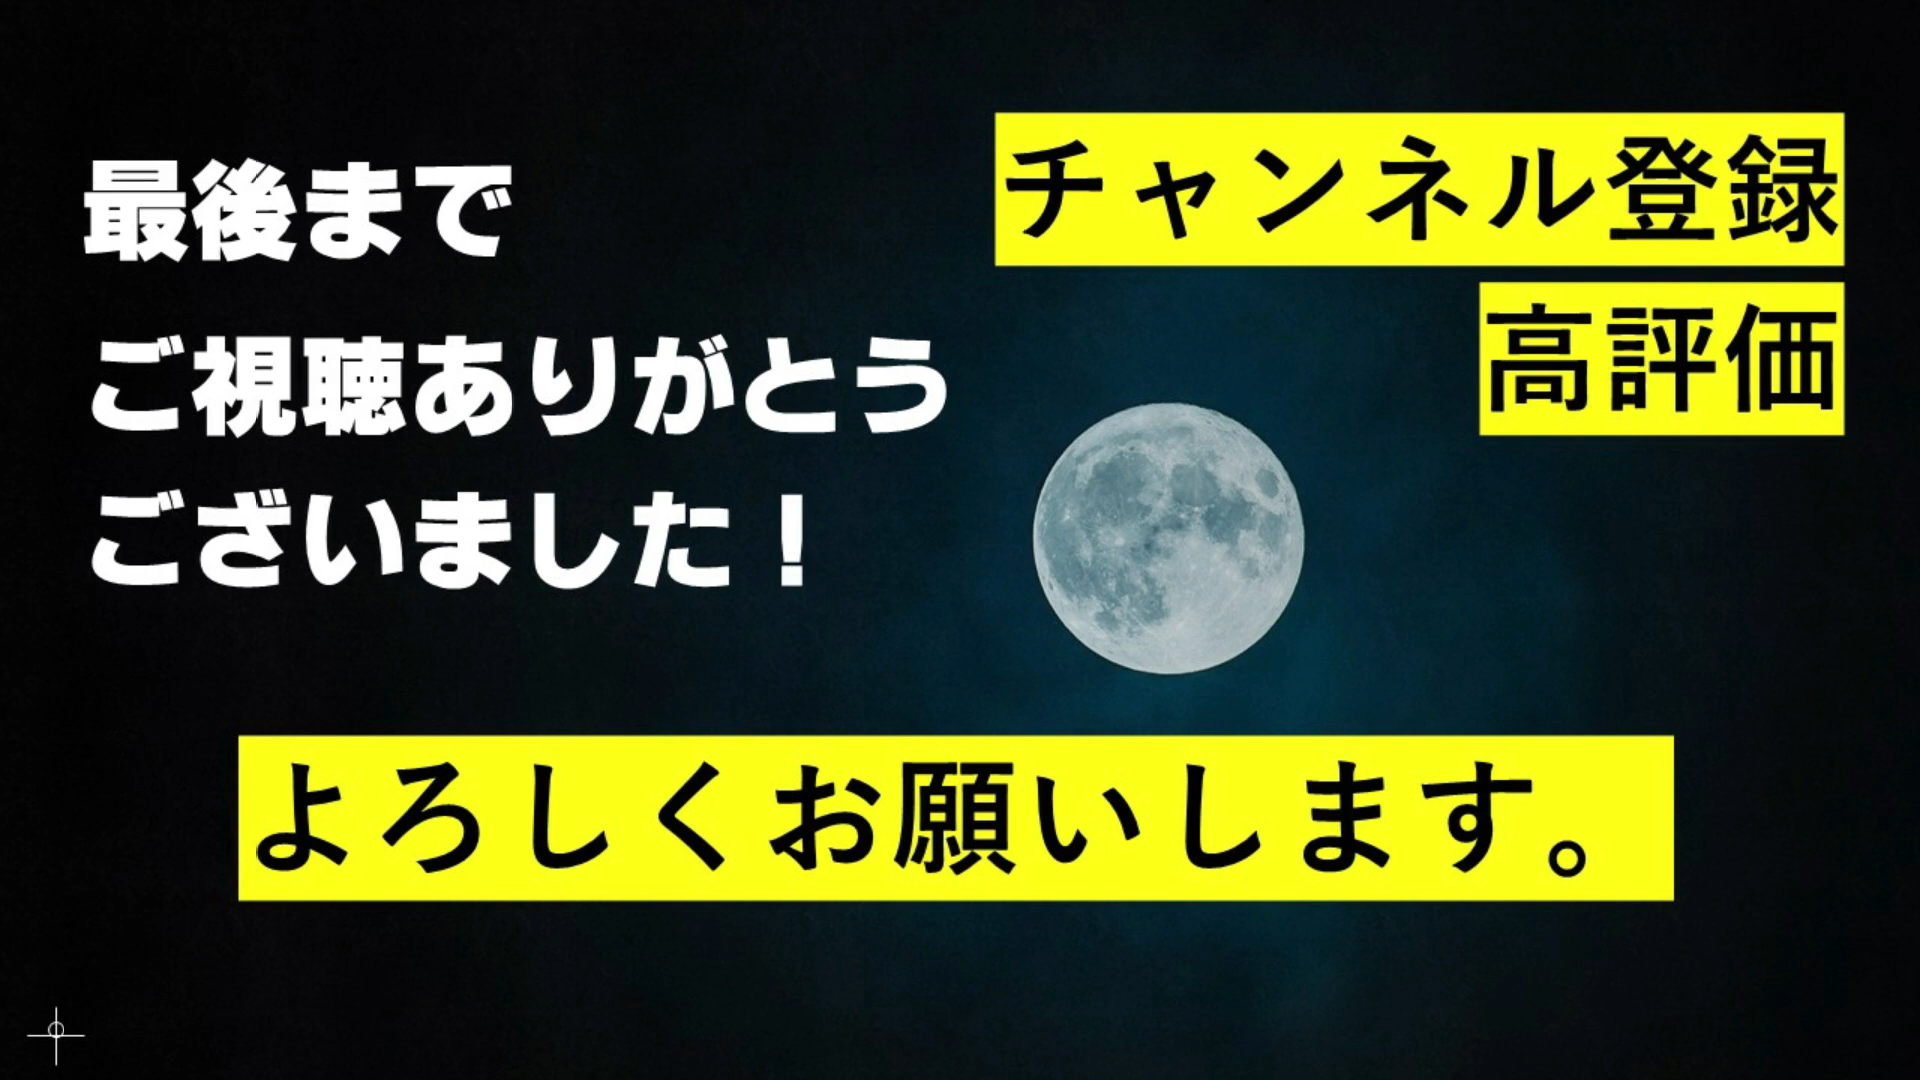 最後まで
ご視聴ありがとう
ございました！
チャンネル登録
高評価
よろしくお願いします。